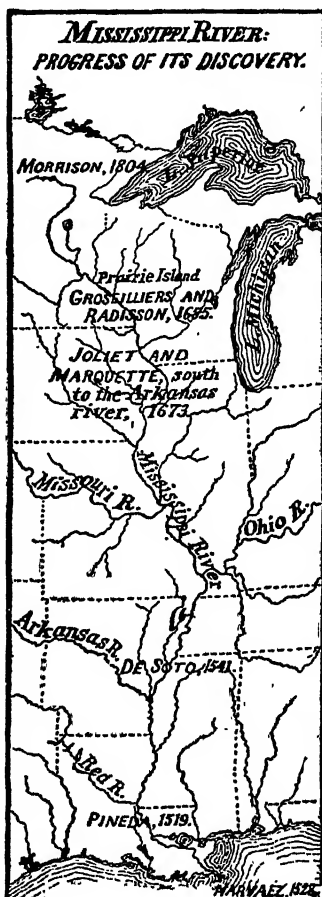 MISSISSIPPI RIVER:
PROGRESS OF ITS DISCOVERY.
MORRISON, 1804.
L. Superior
L. Michigan
Prairie Island
GROSEILLIERS AND
RADISSON, 1655.
JOLIET AND
MARQUETTE, south
to the Arkansas
river, 1673.
Missouri R.
Mississippi River
Ohio R.
Arkansas R.
DE SOTO, 1541.
Red R.
PINEDA, 1519.
NARVAEZ, 1528.